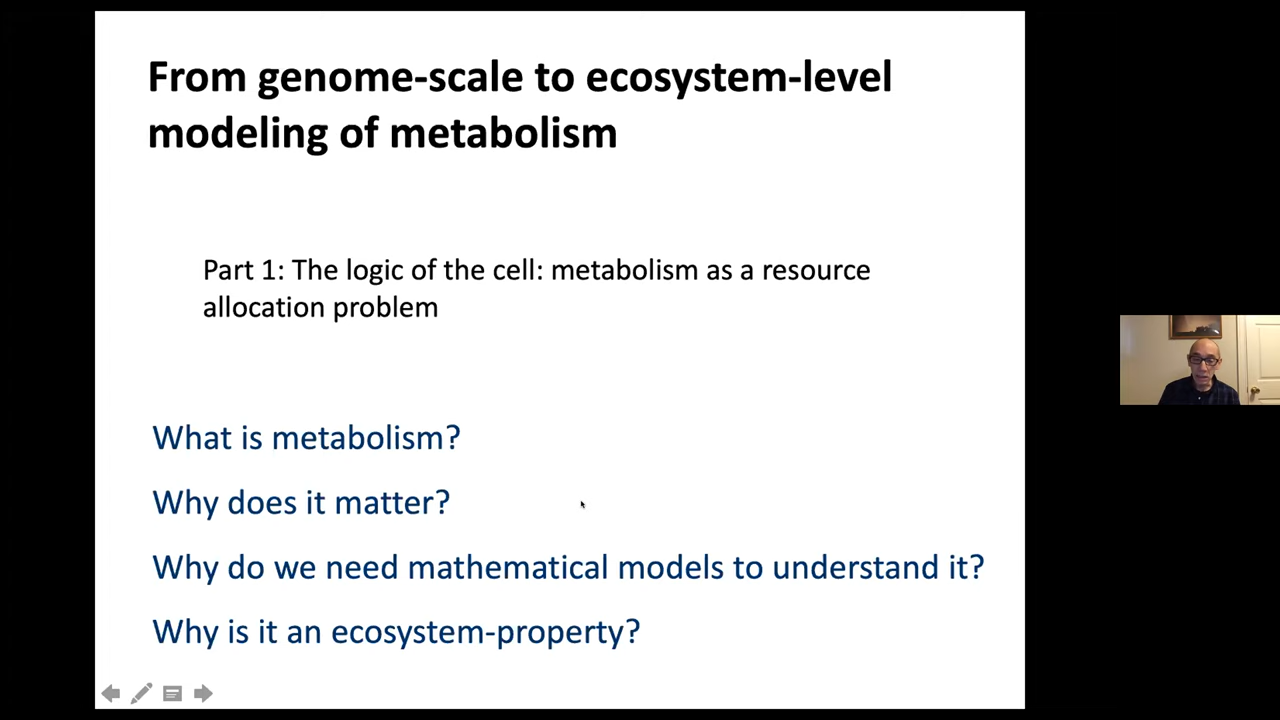 From genome-scale to ecosystem-level
modeling of metabolism
Part 1: The logic of the cell: metabolism as a resource
allocation problem
What is metabolism?
Why does it matter?
Why do we need mathematical models to understand it?
Why is it an ecosystem-property?